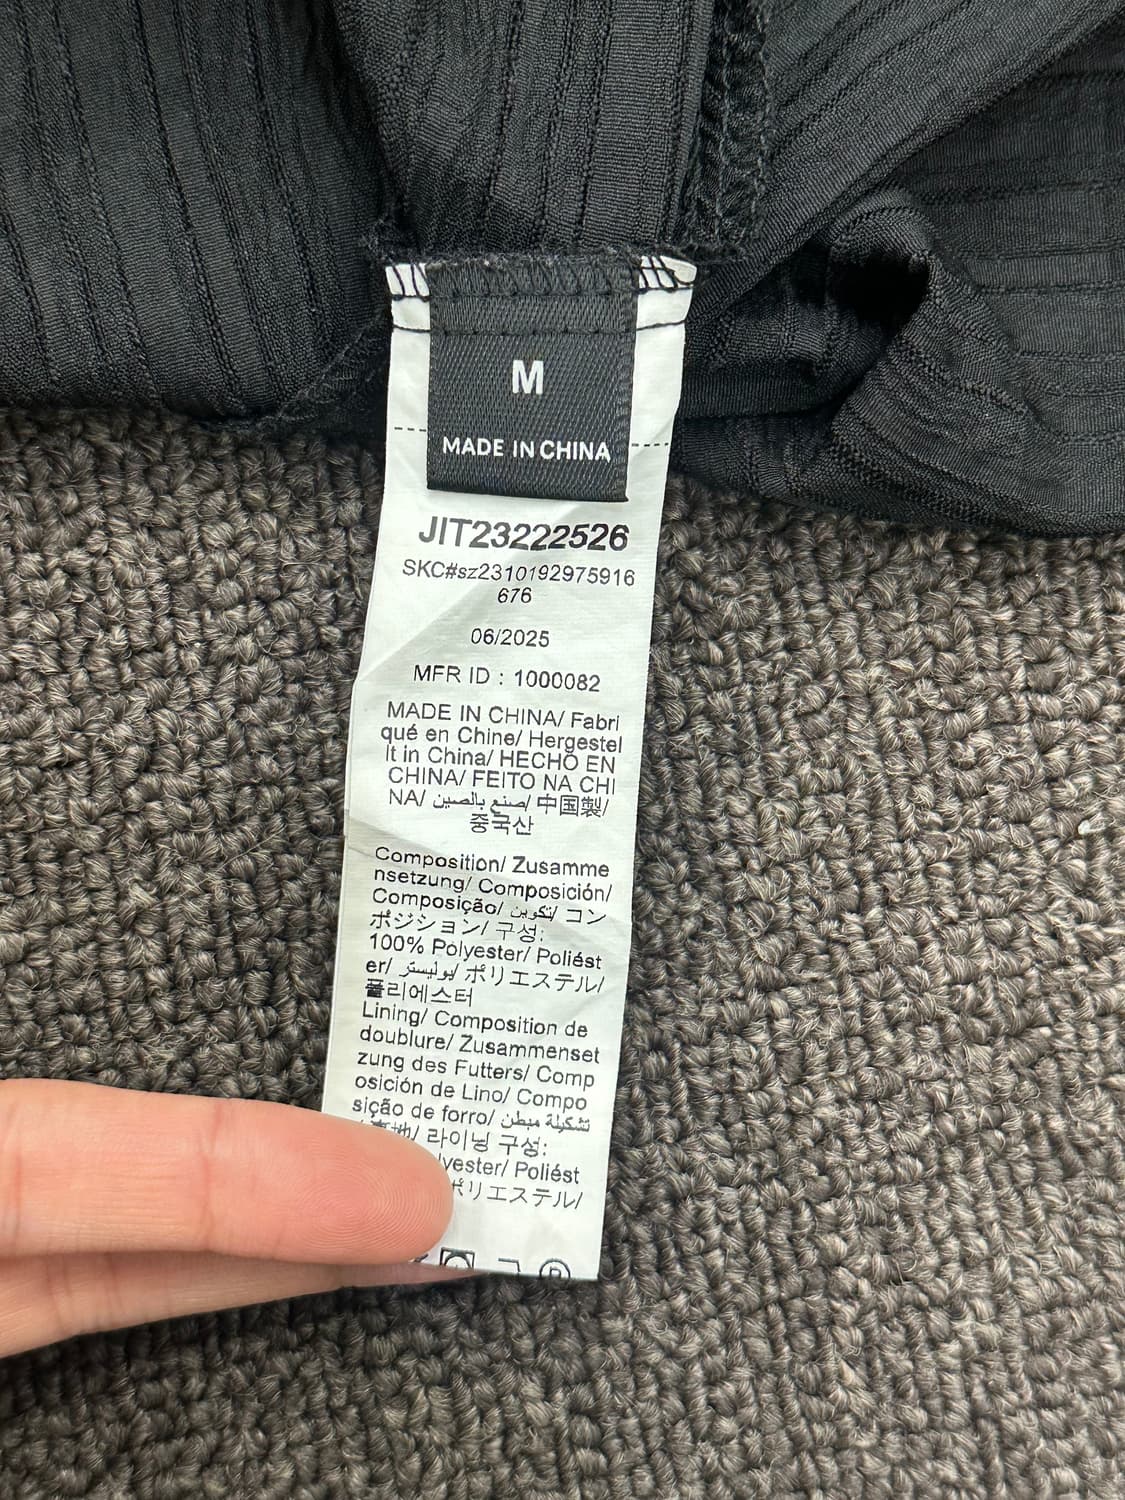 M
MADE IN CHINA
JIT23222526
SKC#sz2310192975916
676
06/2025
MFR ID : 1000082
MADE IN CHINA/ Fabri
qué en Chine/ Hergestel
lt in China/ HECHO EN
CHINA/ FEITO NA CHI
NA/ صنع بالصين/ 中国製/
중국산
Composition/ Zusamme
nsetzung/ Composición/
Composição/ تكوين/ コン
ポジション/ 구성:
100% Polyester/ Poliést
er/ بوليستر/ ポリエステル/
폴리에스터
Lining/ Composition de
doublure/ Zusammenset
zung des Futters/ Comp
osición de Lino/ Compo
sição de forro/ تشكيلة مبطن
/ 裏地/ 라이닝 구성:
lyester/ Poliést
ポリエステル/
P